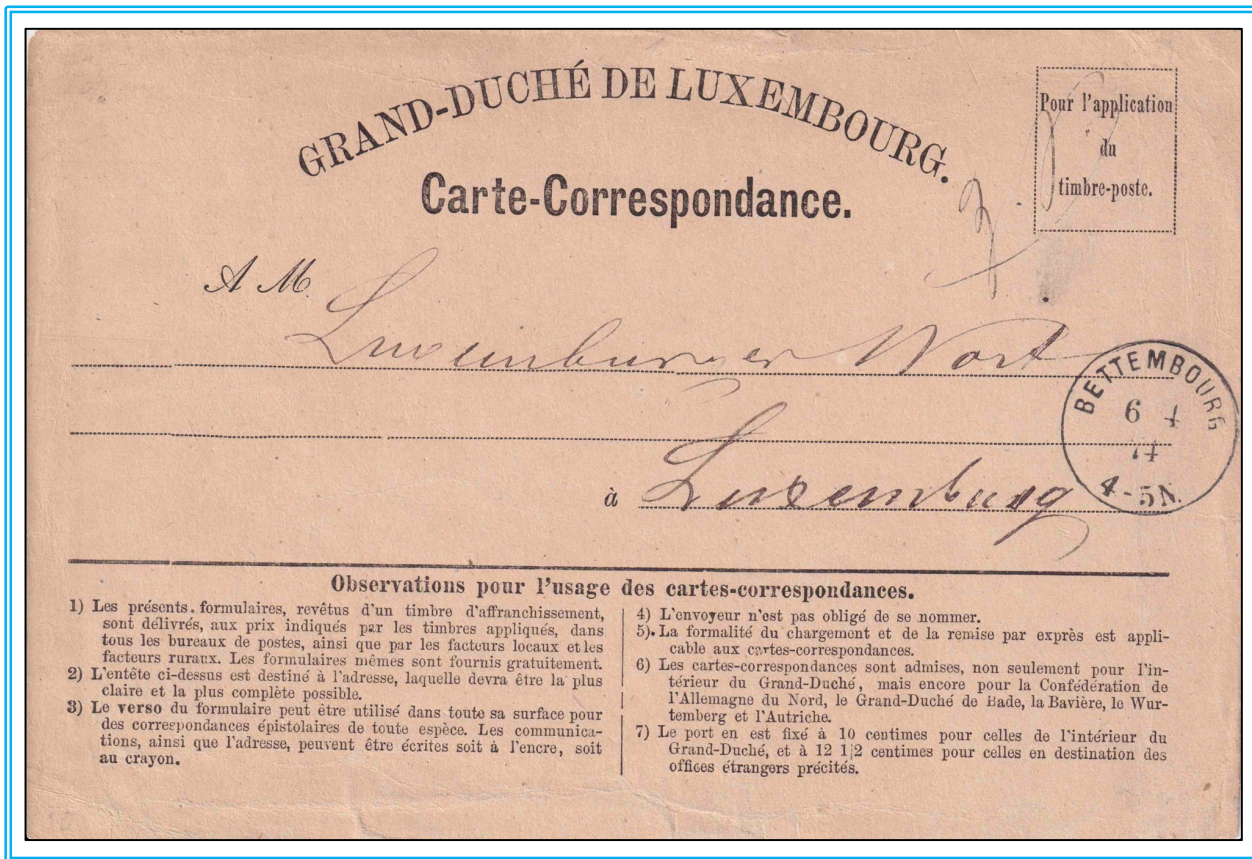 GRAND-DUCHÉ DE LUXEMBOURG.
Carte-Correspondance.
Pour l'application
du
timbre-poste.
A M.
Luxemburger Wort
à Luxemburg
BETTEMBOURG
6 4
74
4-5N.
Observations pour l'usage des cartes-correspondances.
1) Les présents. formulaires, revêtus d'un timbre d'affranchissement,
sont délivrés, aux prix indiqués par les timbres appliqués, dans
tous les bureaux de postes, ainsi que par les facteurs locaux et les
facteurs ruraux. Les formulaires mêmes sont fournis gratuitement.
2) L'entête ci-dessus est destiné à l'adresse, laquelle devra être la plus
claire et la plus complète possible.
3) Le verso du formulaire peut être utilisé dans toute sa surface pour
des correspondances épistolaires de toute espèce. Les communica-
tions, ainsi que l'adresse, peuvent être écrites soit à l'encre, soit
au crayon.
4) L'envoyeur n'est pas obligé de se nommer.
5). La formalité du chargement et de la remise par exprès est appli-
cable aux cartes-correspondances.
6) Les cartes-correspondances sont admises, non seulement pour l'in-
térieur du Grand-Duché, mais encore pour la Confédération de
l'Allemagne du Nord, le Grand-Duché de Bade, la Bavière, le Wur-
temberg et l'Autriche.
7) Le port en est fixé à 10 centimes pour celles de l'intérieur du
Grand-Duché, et à 12 1|2 centimes pour celles en destination des
offices étrangers précités.